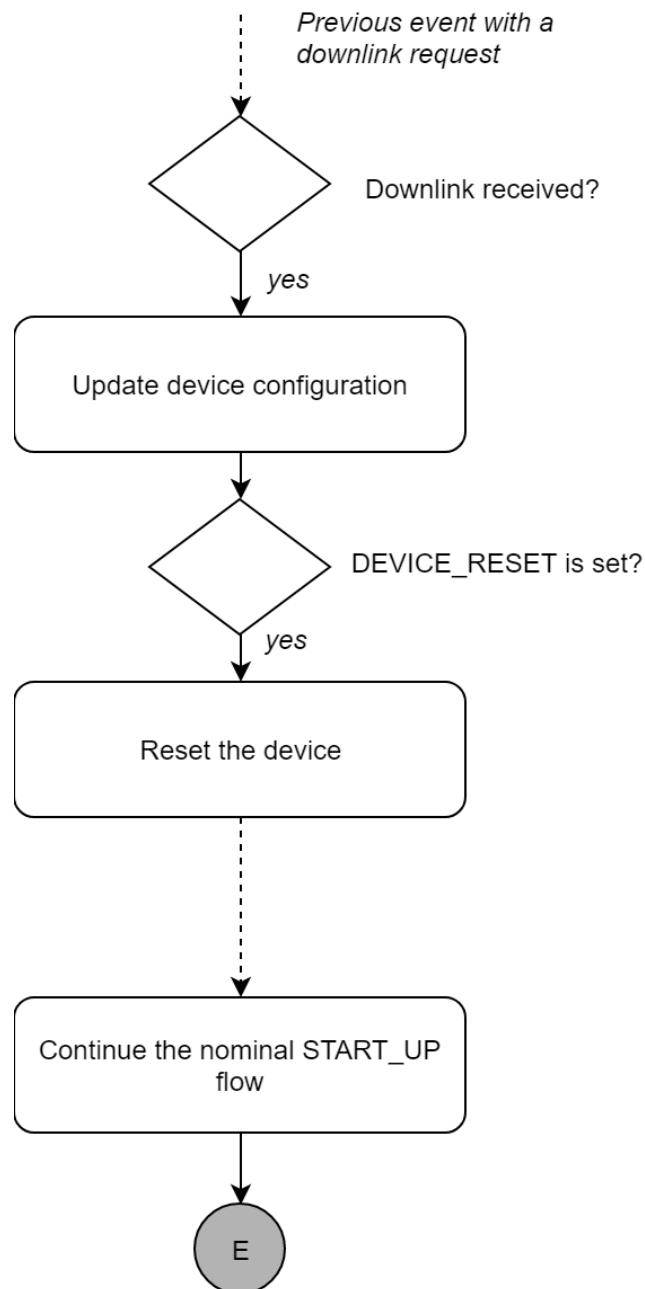 Previous event with a
downlink request
Downlink received?
yes
Update device configuration
DEVICE_RESET is set?
yes
Reset the device
Continue the nominal START_UP
flow
E